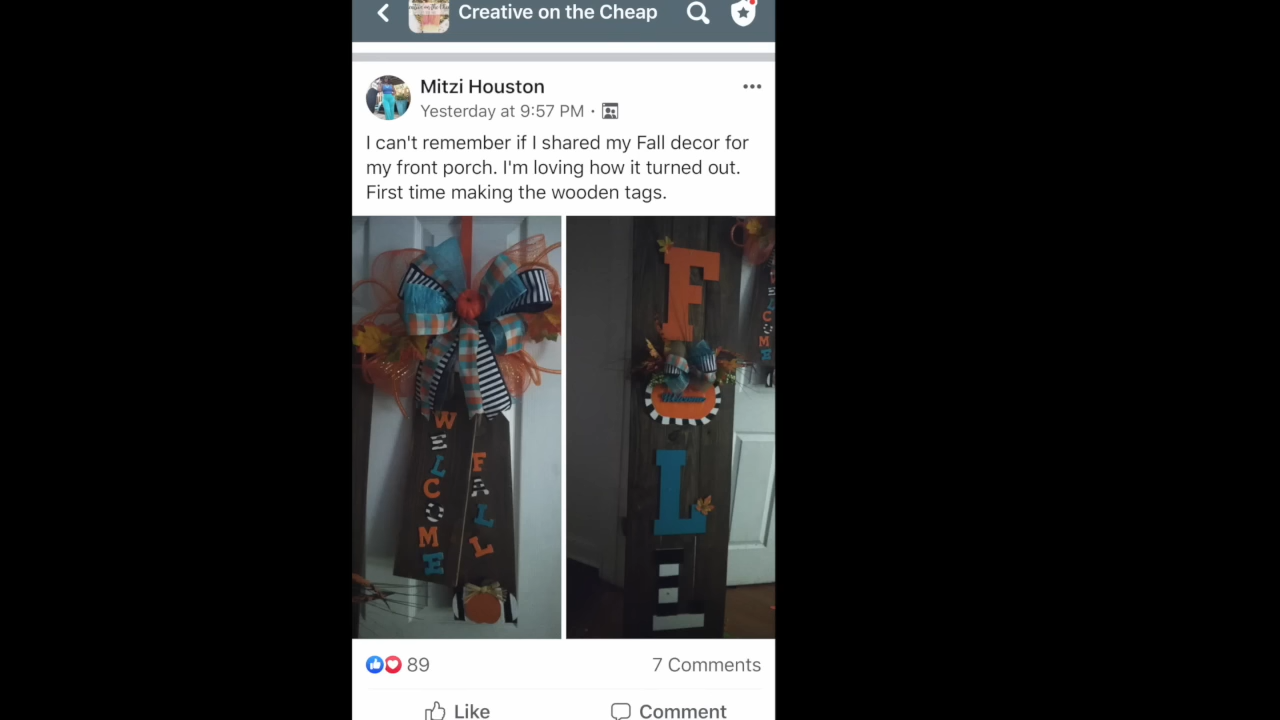 Creative on the Cheap
Mitzi Houston
Yesterday at 9:57 PM ·
I can't remember if I shared my Fall decor for
my front porch. I'm loving how it turned out.
First time making the wooden tags.
WELCOME
FALL
F
Welcome
L
L
WELCOME
89
7 Comments
Like
Comment